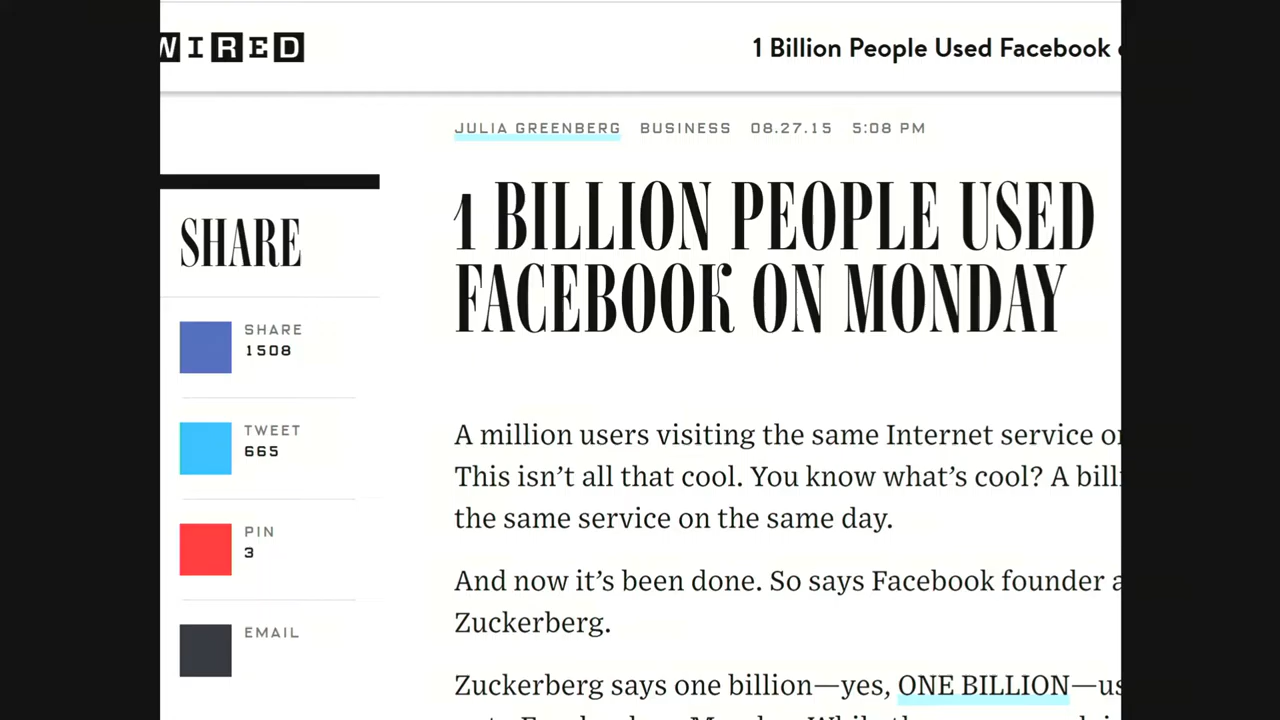 WIRED
1 Billion People Used Facebook
JULIA GREENBERG BUSINESS 08.27.15 5:08 PM
1 BILLION PEOPLE USED
FACEBOOK ON MONDAY
SHARE
SHARE
1508
TWEET
665
PIN
3
EMAIL
A million users visiting the same Internet service
This isn’t all that cool. You know what’s cool? A
the same service on the same day.
And now it’s been done. So says Facebook founder
Zuckerberg.
Zuckerberg says one billion—yes, ONE BILLION—